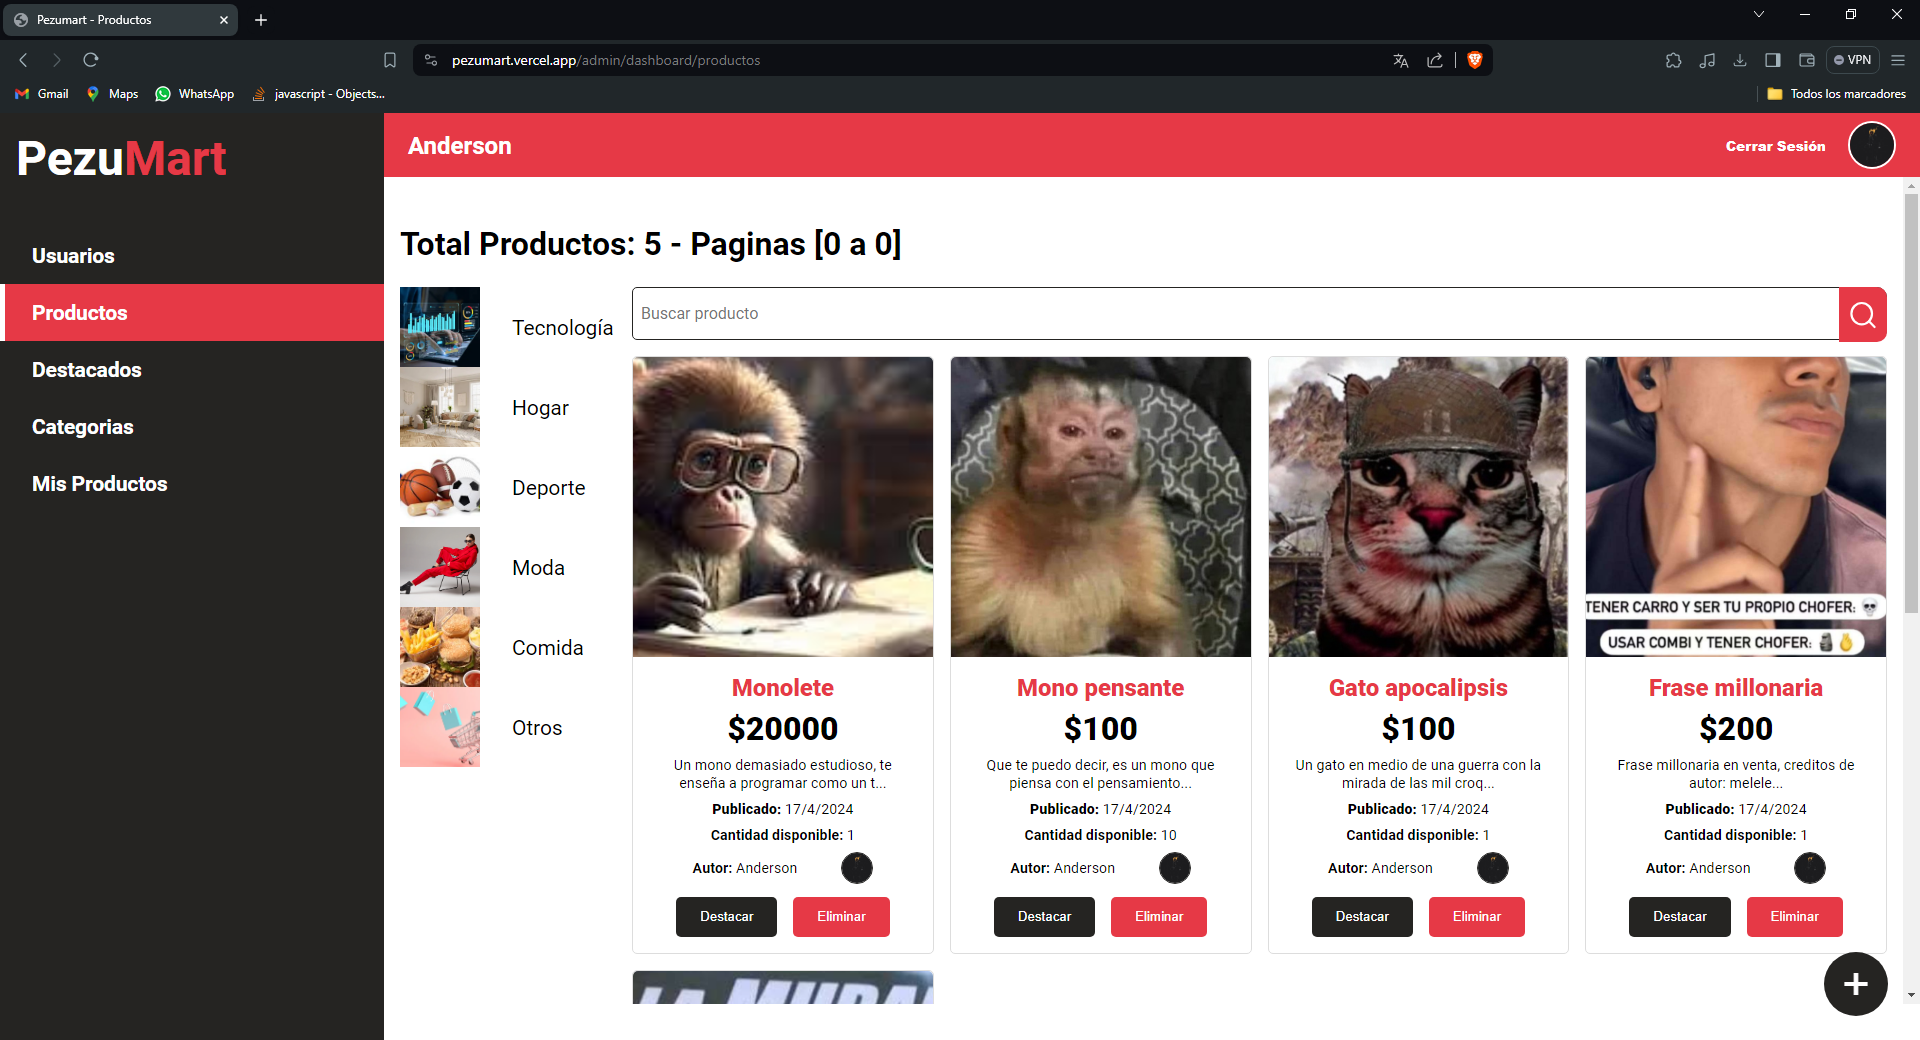 Pezumart - Productos
pezumart.vercel.app/admin/dashboard/productos
VPN
Gmail
Maps
WhatsApp
javascript - Objects...
Todos los marcadores
PezuMart
Anderson
Cerrar Sesión
Usuarios
Productos
Destacados
Categorias
Mis Productos
Total Productos: 5 - Paginas [0 a 0]
Tecnología
Hogar
Deporte
Moda
Comida
Otros
Buscar producto
Monolete
$20000
Un mono demasiado estudioso, te
enseña a programar como un t...
Publicado: 17/4/2024
Cantidad disponible: 1
Autor: Anderson
Destacar
Eliminar
Mono pensante
$100
Que te puedo decir, es un mono que
piensa con el pensamiento...
Publicado: 17/4/2024
Cantidad disponible: 10
Autor: Anderson
Destacar
Eliminar
Gato apocalipsis
$100
Un gato en medio de una guerra con la
mirada de las mil croq...
Publicado: 17/4/2024
Cantidad disponible: 1
Autor: Anderson
Destacar
Eliminar
TENER CARRO Y SER TU PROPIO CHOFER: 💀
USAR COMBI Y TENER CHOFER: 🗿
Frase millonaria
$200
Frase millonaria en venta, creditos de
autor: melele...
Publicado: 17/4/2024
Cantidad disponible: 1
Autor: Anderson
Destacar
Eliminar
LA